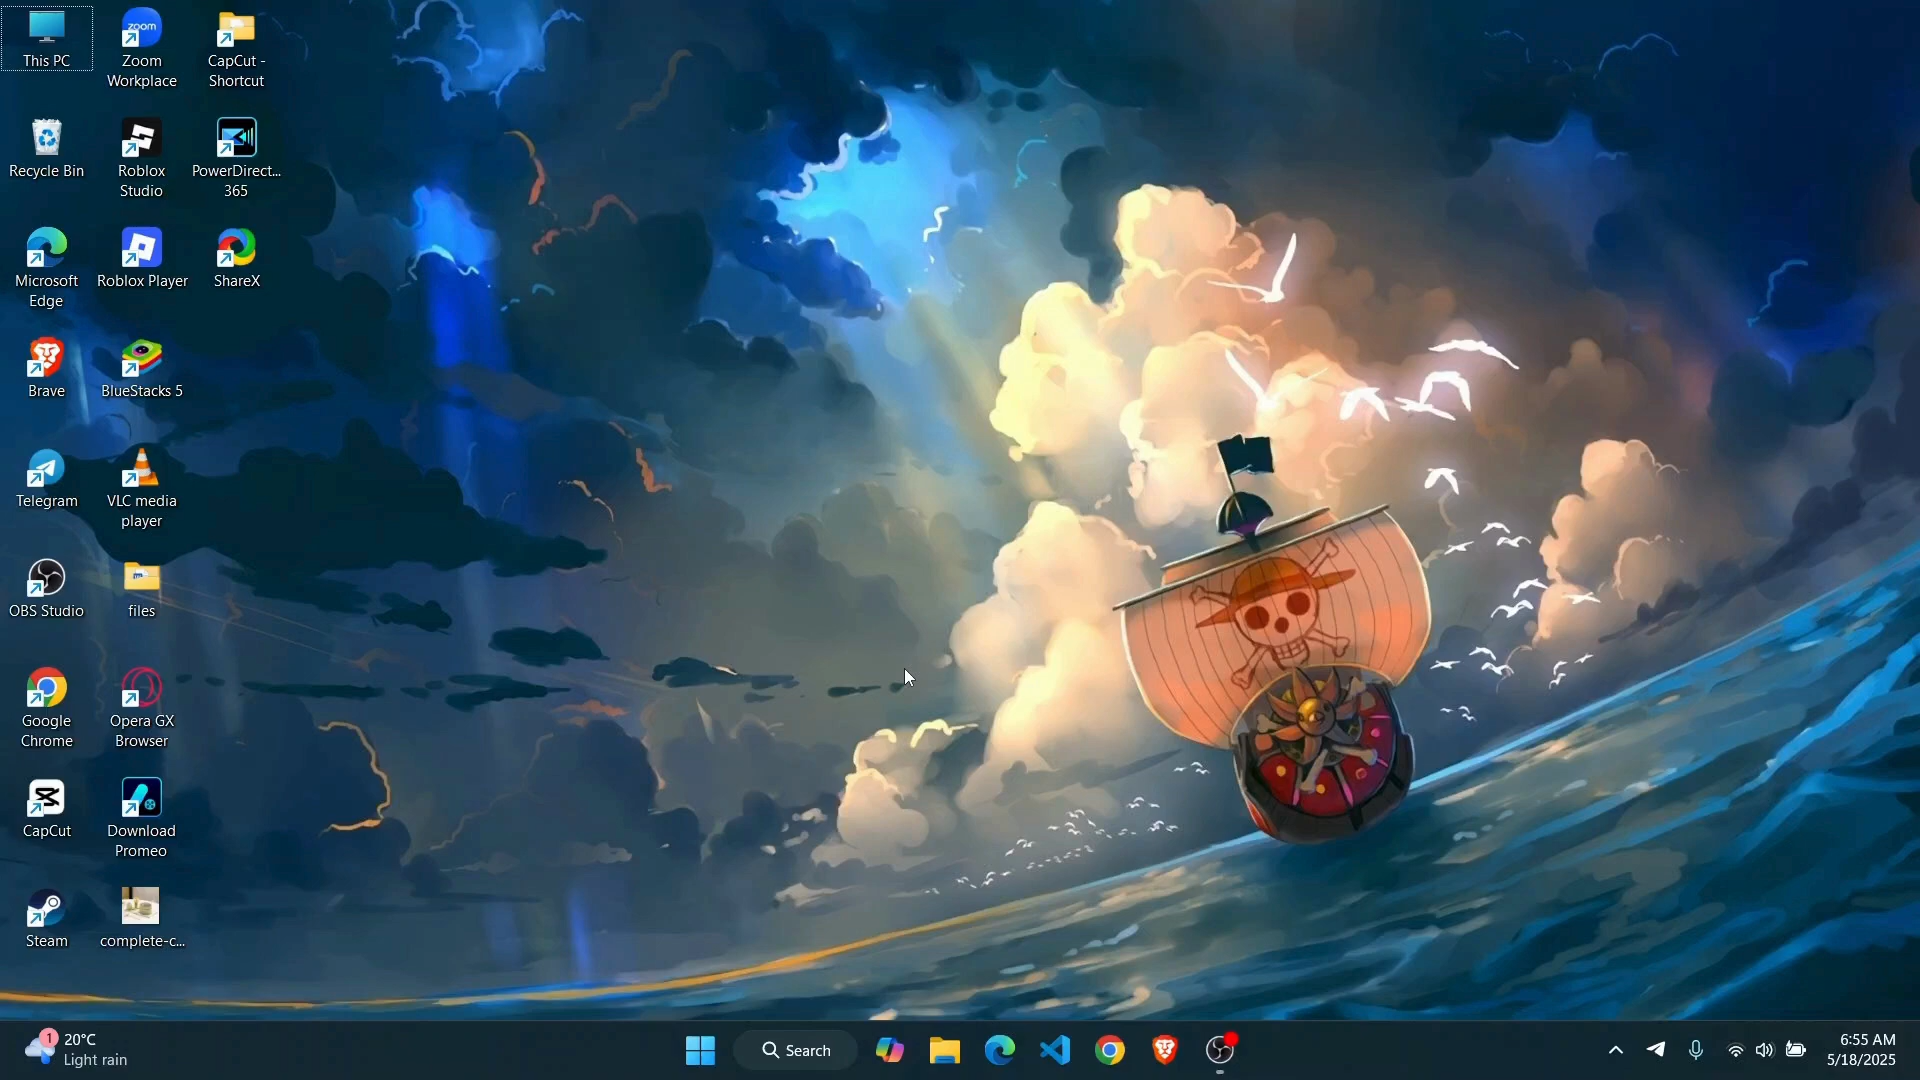 This PC
Zoom
Workplace
CapCut -
Shortcut
Recycle Bin
Roblox
Studio
PowerDirect...
365
Microsoft
Edge
Roblox Player
ShareX
Brave
BlueStacks 5
Telegram
VLC media
player
OBS Studio
files
Google
Chrome
Opera GX
Browser
CapCut
Download
Promeo
Steam
complete-c...
1
20°C
Light rain
Search
6:55 AM
5/18/2025
zoom